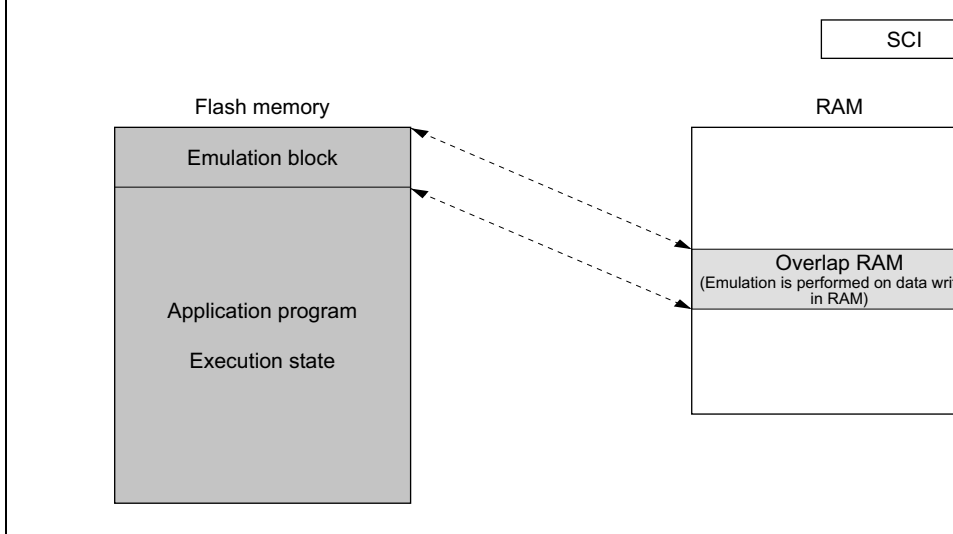 SCI
Flash memory
RAM
Emulation block
Overlap RAM
(Emulation is performed on data
in RAM)
Application program
Execution state